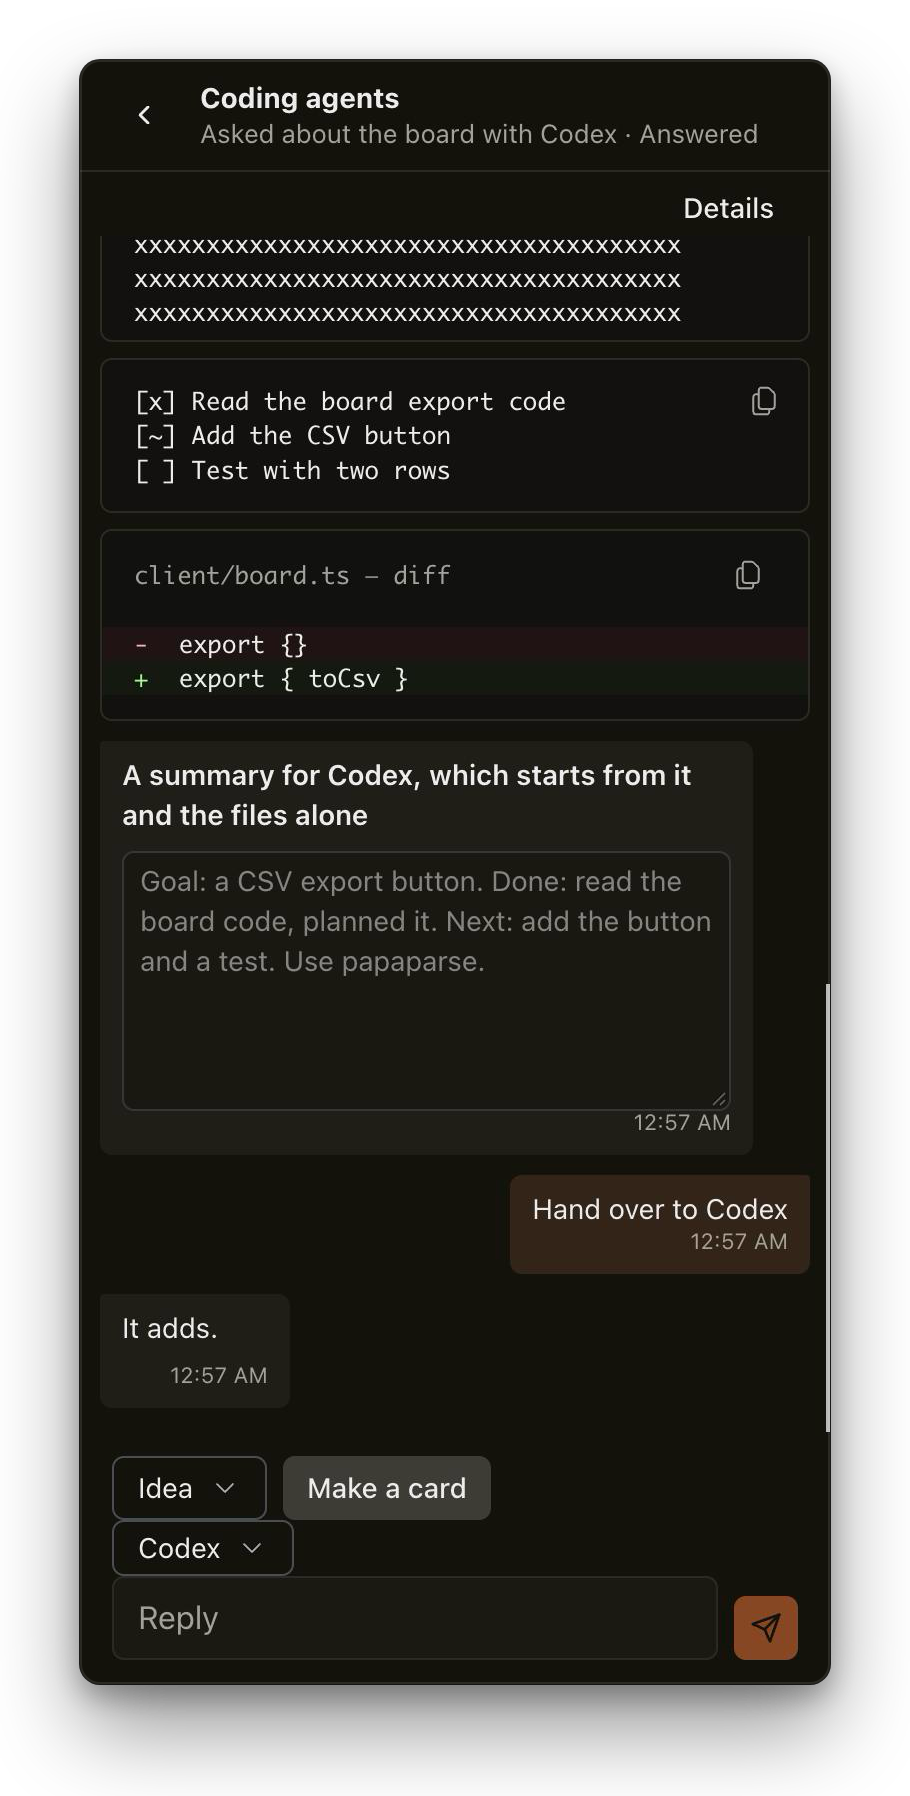 Coding agents
Asked about the board with Codex · Answered
Details
xxxxxxxxxxxxxxxxxxxxxxxxxxxxxxxxxxxxxx
xxxxxxxxxxxxxxxxxxxxxxxxxxxxxxxxxxxxxx
xxxxxxxxxxxxxxxxxxxxxxxxxxxxxxxxxxxxxx
[x] Read the board export code
[~] Add the CSV button
[ ] Test with two rows
client/board.ts — diff
- export {}
+ export { toCsv }
A summary for Codex, which starts from it
and the files alone
Goal: a CSV export button. Done: read the
board code, planned it. Next: add the button
and a test. Use papaparse.
12:57 AM
Hand over to Codex
12:57 AM
It adds.
12:57 AM
Idea
Make a card
Codex
Reply